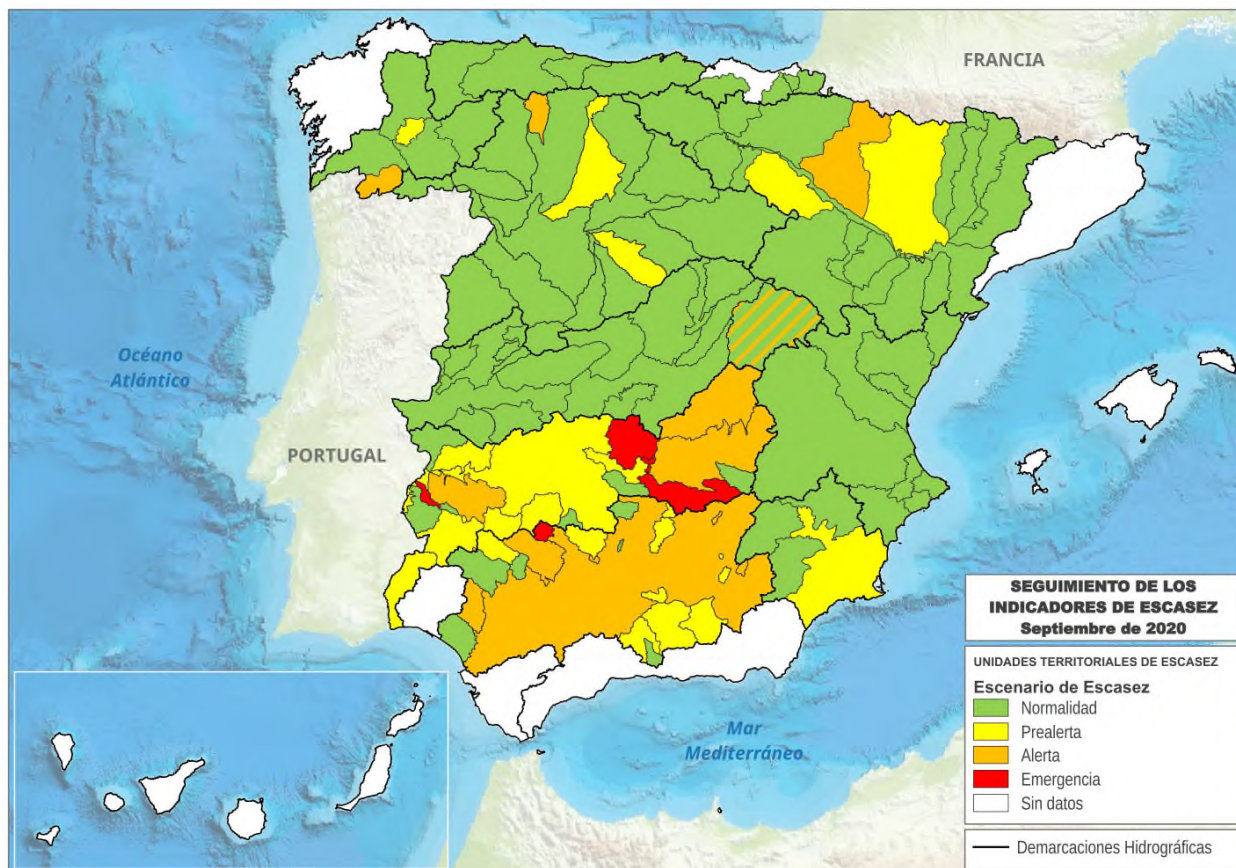 FRANCIA
Océano
Atlántico
PORTUGAL
Mar
Mediterráneo
SEGUIMIENTO DE LOS
INDICADORES DE ESCASEZ
Septiembre de 2020
UNIDADES TERRITORIALES DE ESCASEZ
Escenario de Escasez
Normalidad
Prealerta
Alerta
Emergencia
Sin datos
Demarcaciones Hidrográficas